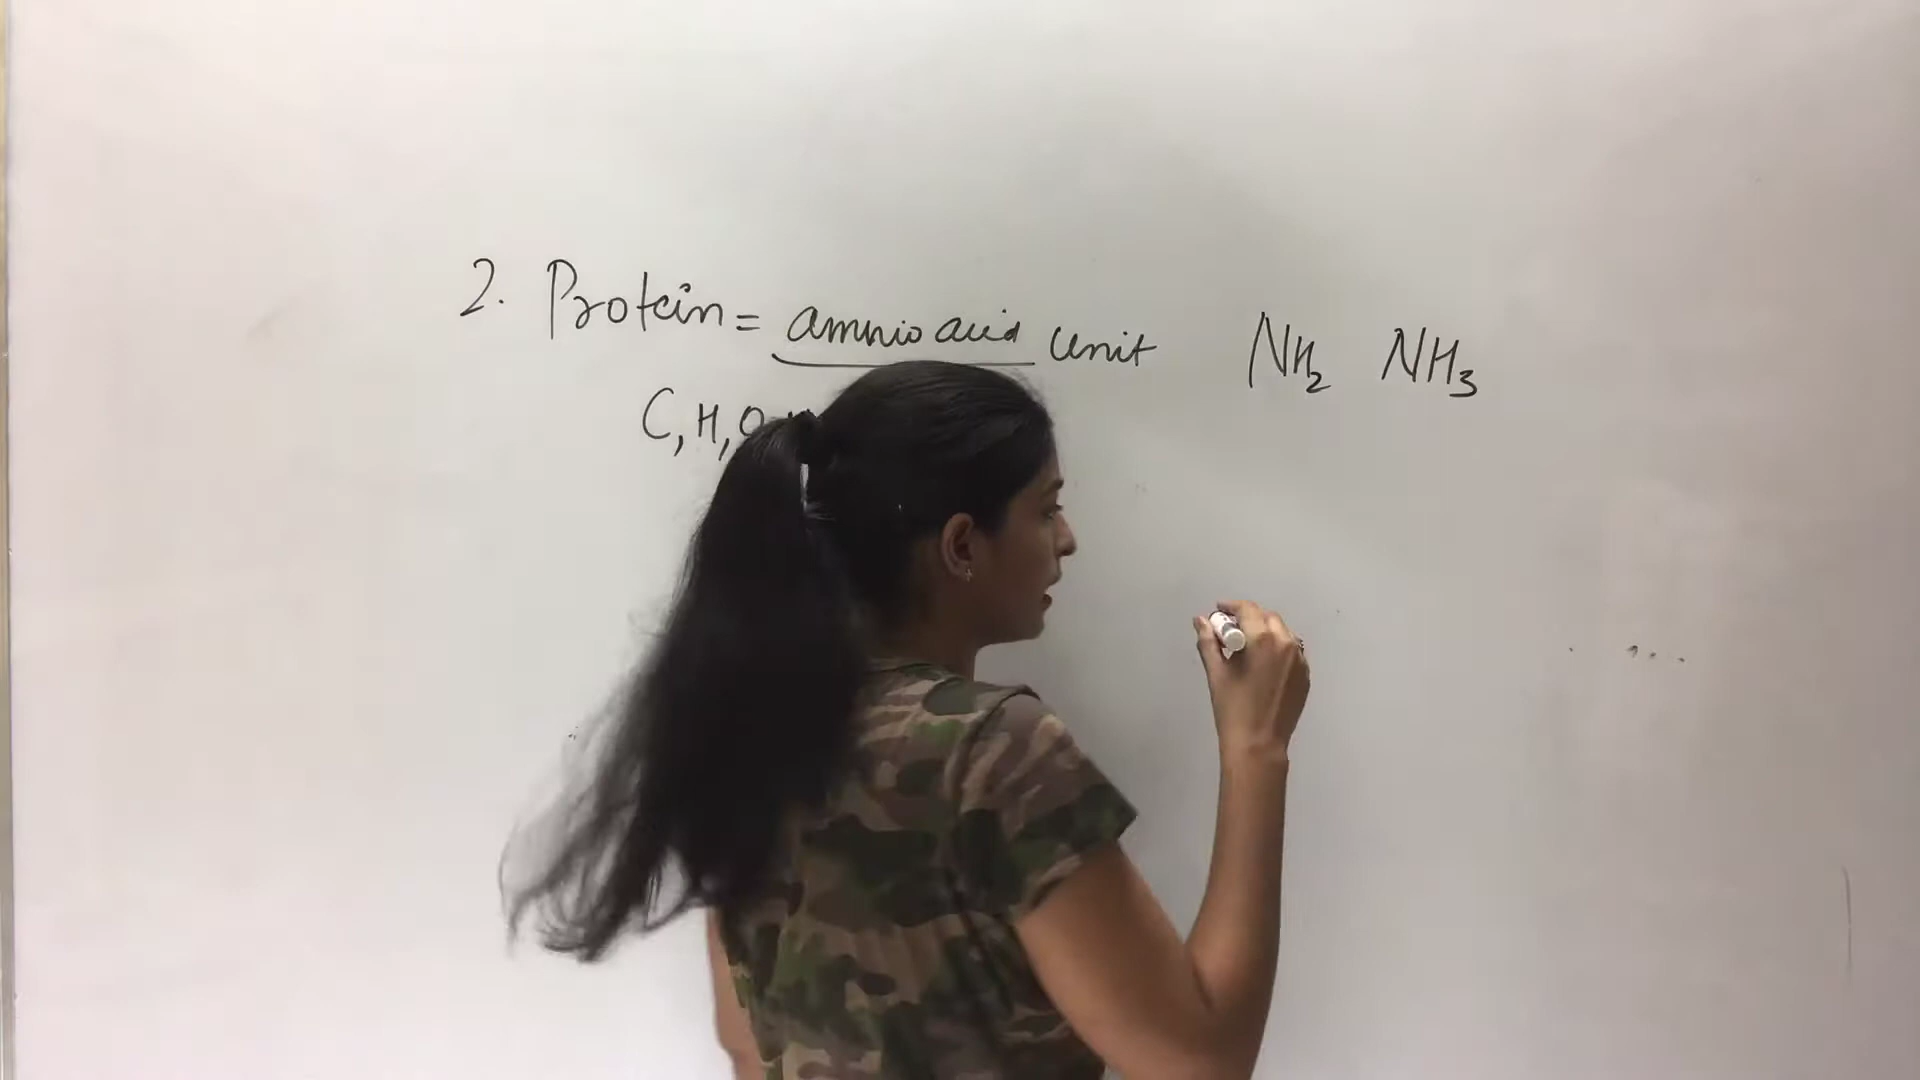 2. Protein = amnio acid unit NH₂ NH₃
C, H, O